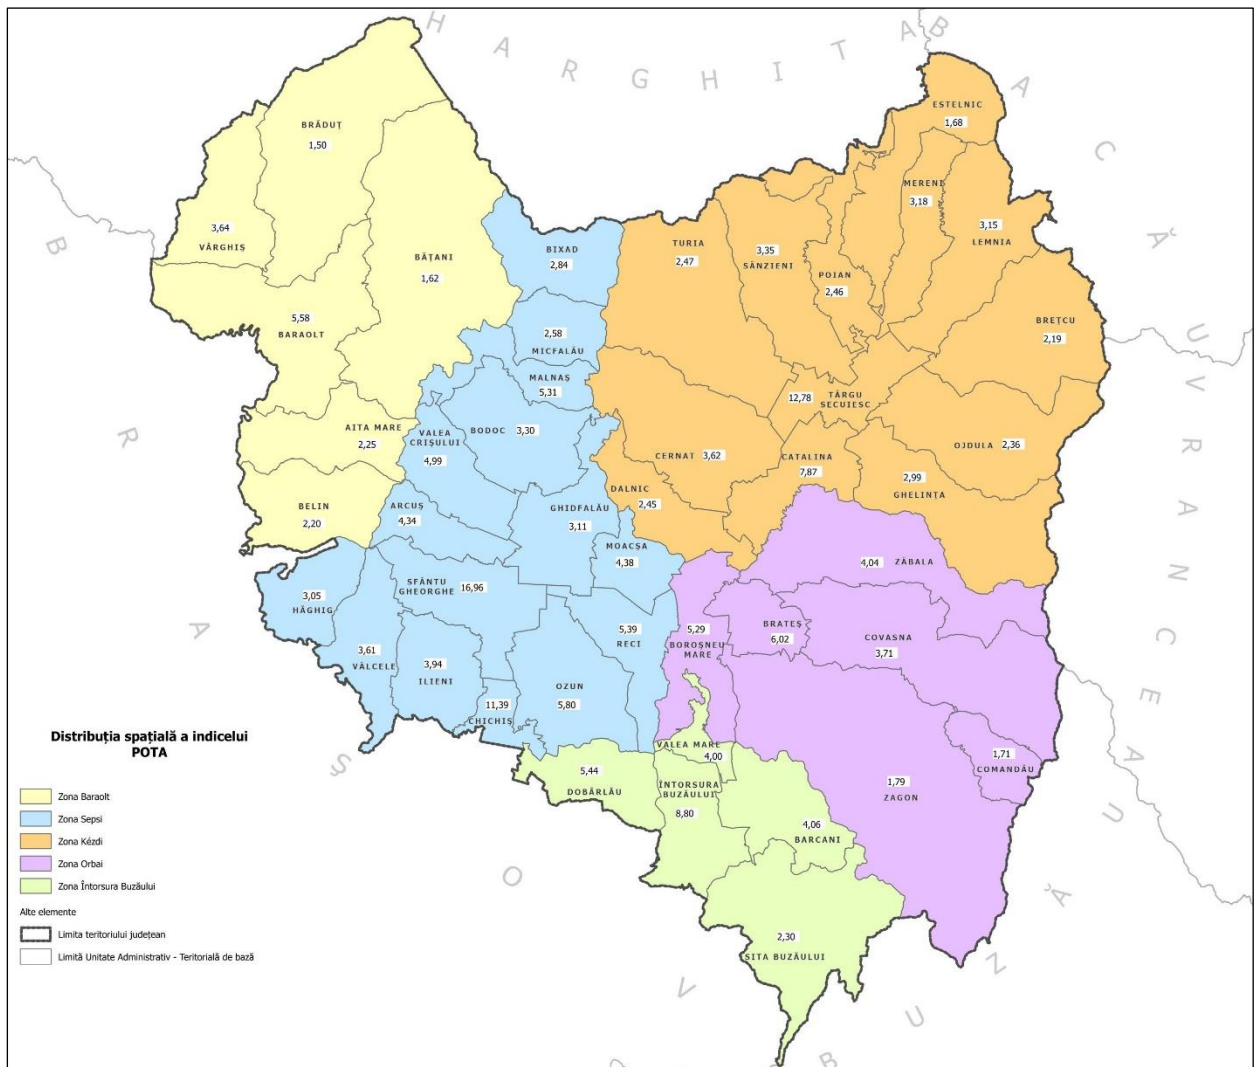 HARGHITA
BACĂU
VRANCEA
BUZĂU
BRAȘOV
ESTELNIC
1,68
BRĂDUȚ
1,50
MERENI
3,18
3,15
LEMNIA
3,64
VÂRGHIȘ
BIXAD
2,84
TURIA
2,47
3,35
SÂNZIENI
BĂȚANI
1,62
POIAN
2,46
5,58
BARAOLT
BREȚCU
2,19
2,58
MICFALĂU
MALNAȘ
5,31
12,78
TÂRGU
SECUIESC
AITA MARE
2,25
VALEA
CRIȘULUI
4,99
BODOC 3,30
CERNAT 3,62
CATALINA
7,87
OJDULA 2,36
2,99
GHELINȚA
DALNIC
2,45
BELIN
2,20
ARCUȘ
4,34
GHIDFALĂU
3,11
MOACȘA
4,38
4,04 ZĂBALA
SFÂNTU
GHEORGHE 16,96
3,05
HĂGHIG
5,39
RECI
5,29
BOROȘNEU
MARE
BRATEȘ
6,02
COVASNA
3,71
3,61
VÂLCELE
3,94
ILIENI
OZUN
5,80
11,39
CHICHIȘ
VALEA MARE
4,00
1,71
COMANDĂU
5,44
DOBÂRLĂU
ÎNTORSURA
BUZĂULUI
8,80
1,79
ZAGON
4,06
BARCANI
2,30
SITA BUZĂULUI
Distribuția spațială a indicelui
POTA
Zona Baraolt
Zona Sepsi
Zona Kézdi
Zona Orbai
Zona Întorsura Buzăului
Alte elemente
Limita teritoriului județean
Limită Unitate Administrativ - Teritorială de bază